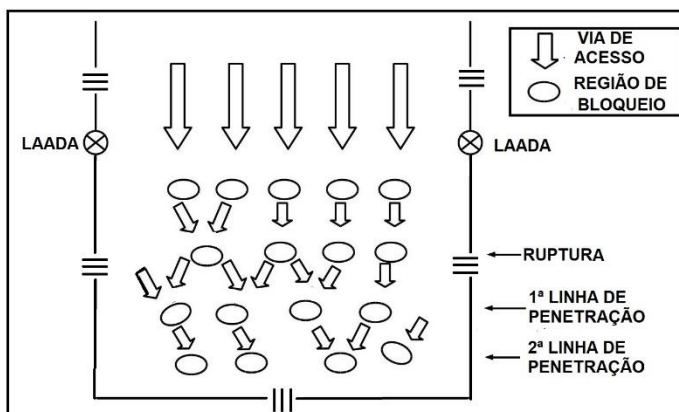 VIA DE
ACESSO
REGIÃO DE
BLOQUEIO
LAADA
LAADA
RUPTURA
1ª LINHA DE
PENETRAÇÃO
2ª LINHA DE
PENETRAÇÃO